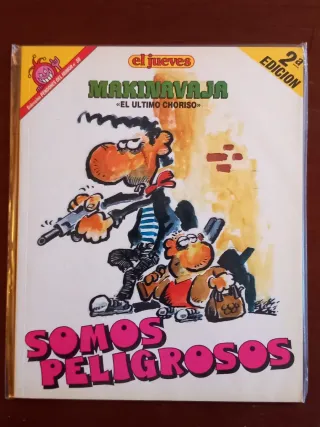 el jueves
2ª
EDICION
MAKINAVAJA
«EL ULTIMO CHORISO»
SOMOS
PELIGROSOS